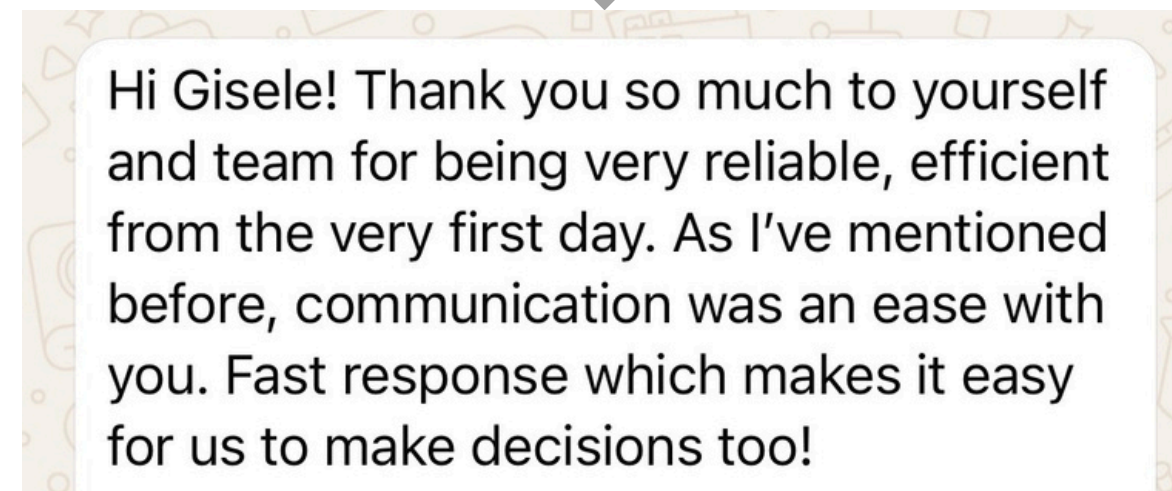 Hi Gisele! Thank you so much to yourself
and team for being very reliable, efficient
from the very first day. As I’ve mentioned
before, communication was an ease with
you. Fast response which makes it easy
for us to make decisions too!